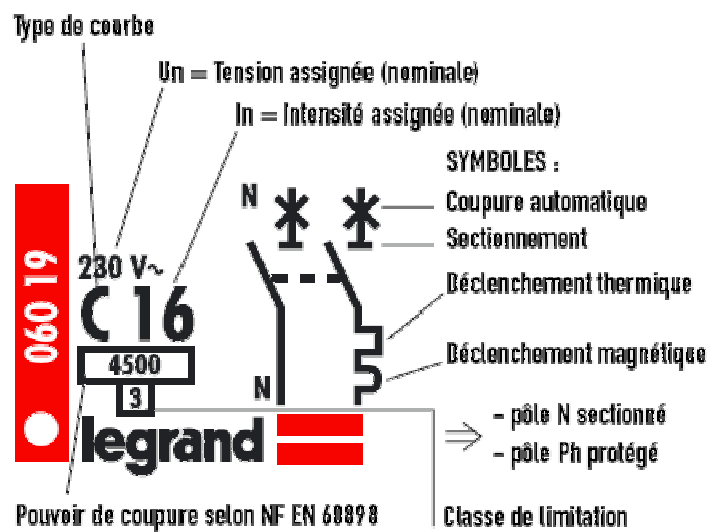 Type de courbe
Un = Tension assignée (nominale)
In = Intensité assignée (nominale)
SYMBOLES :
N
Coupure automatique
Sectionnement
060 19
230 V~
C 16
Déclenchement thermique
4500
Déclenchement magnétique
N
3
legrand
⇒ - pôle N sectionné
- pôle Ph protégé
Pouvoir de coupure selon NF EN 60898
Classe de limitation